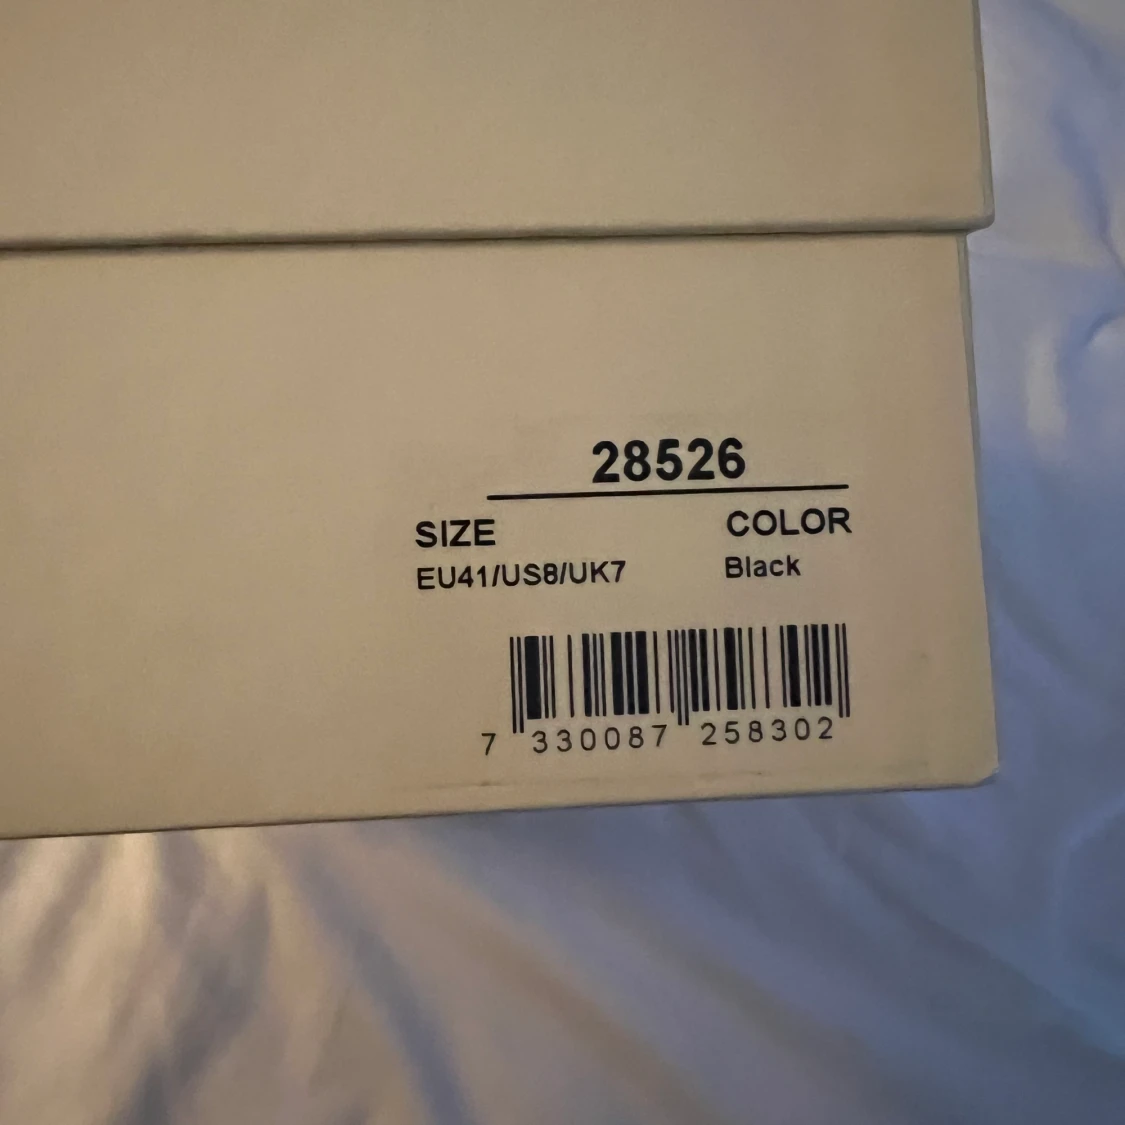 28526
SIZE COLOR
EU41/US8/UK7 Black
7 330087 258302